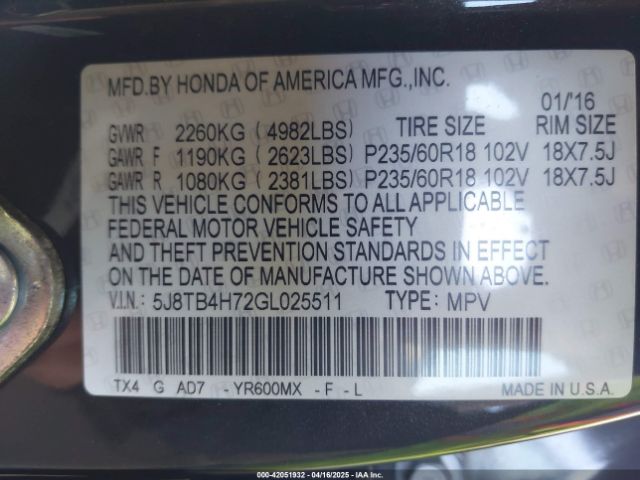 MFD.BY HONDA OF AMERICA MFG.,INC.
01/'16
GVWR 2260KG (4982LBS) TIRE SIZE RIM SIZE
GAWR F 1190KG (2623LBS) P235/60R18 102V 18X7.5J
GAWR R 1080KG (2381LBS) P235/60R18 102V 18X7.5J
THIS VEHICLE CONFORMS TO ALL APPLICABLE
FEDERAL MOTOR VEHICLE SAFETY
AND THEFT PREVENTION STANDARDS IN EFFECT
ON THE DATE OF MANUFACTURE SHOWN ABOVE.
V.I.N.: 5J8TB4H72GL025511 TYPE: MPV
TX4 G AD7 -YR600MX -F-L
MADE IN U.S.A.
000-42051932 - 04/16/2025 - IAA Inc.